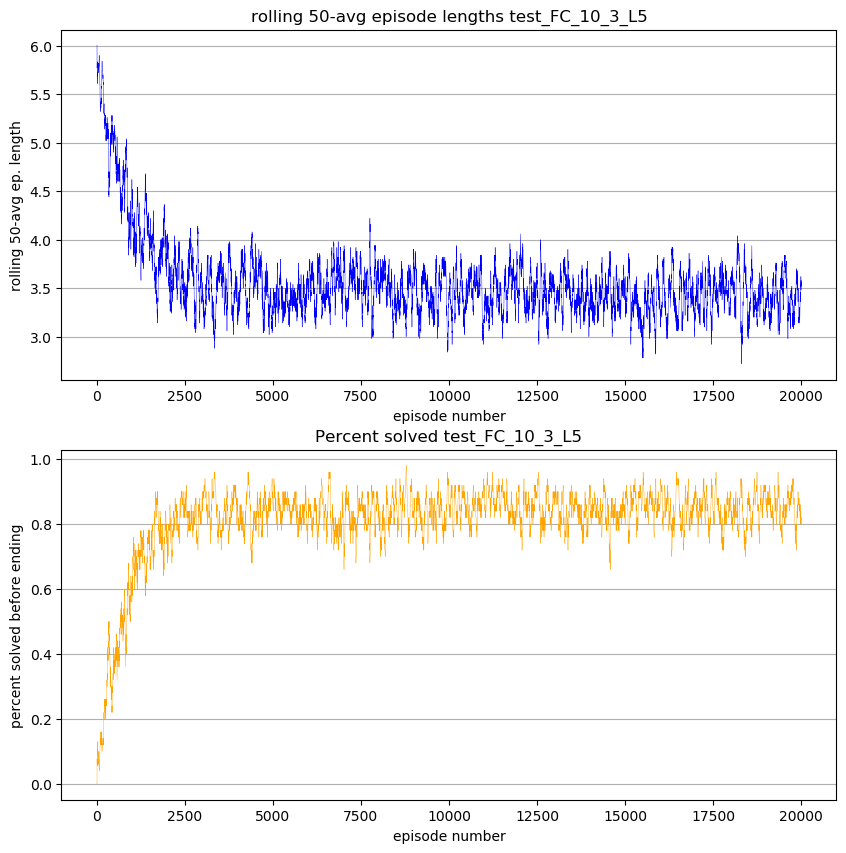 rolling 50-avg episode lengths test_FC_10_3_L5
rolling 50-avg ep. length
6.0
5.5
5.0
4.5
4.0
3.5
3.0
0 2500 5000 7500 10000 12500 15000 17500 20000
episode number
Percent solved test_FC_10_3_L5
percent solved before ending
1.0
0.8
0.6
0.4
0.2
0.0
0 2500 5000 7500 10000 12500 15000 17500 20000
episode number